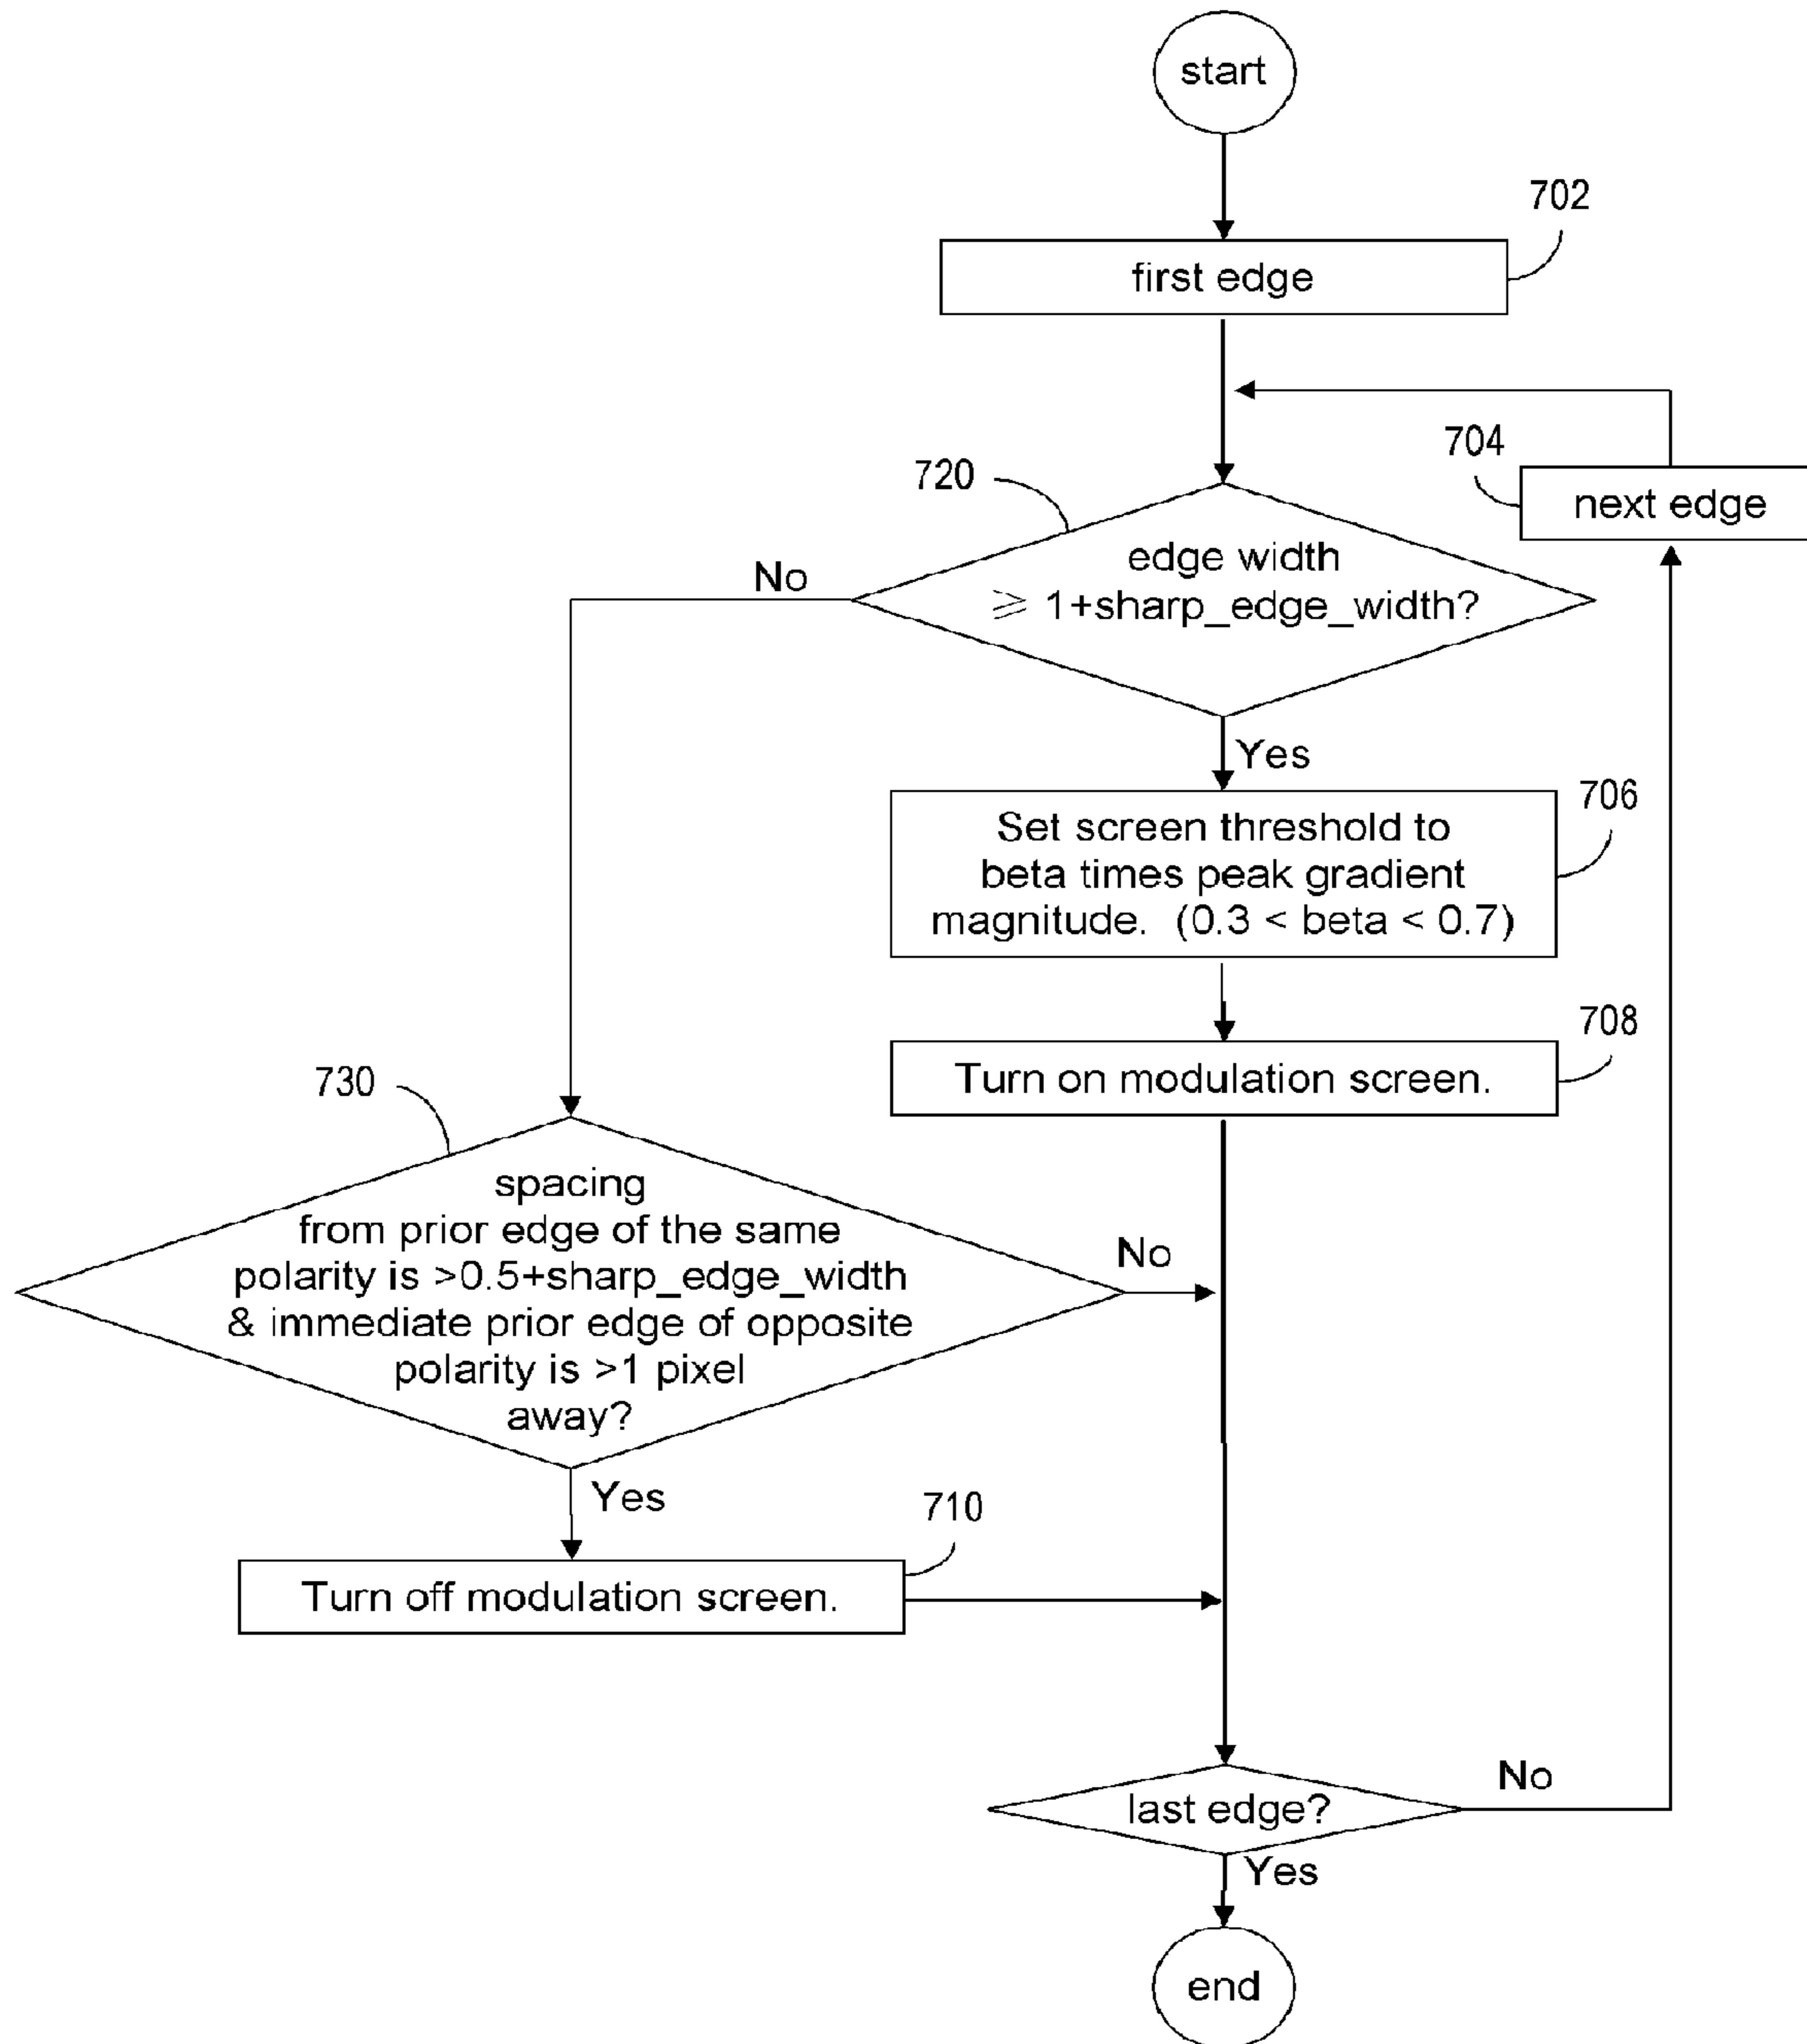 start
702
first edge
704
next edge
720
edge width
⩾ 1+sharp_edge_width?
No
Yes
706
Set screen threshold to
beta times peak gradient
magnitude. (0.3 < beta < 0.7)
708
Turn on modulation screen.
730
spacing
from prior edge of the same
polarity is >0.5+sharp_edge_width
& immediate prior edge of opposite
polarity is >1 pixel
away?
No
Yes
710
Turn off modulation screen.
last edge?
No
Yes
end